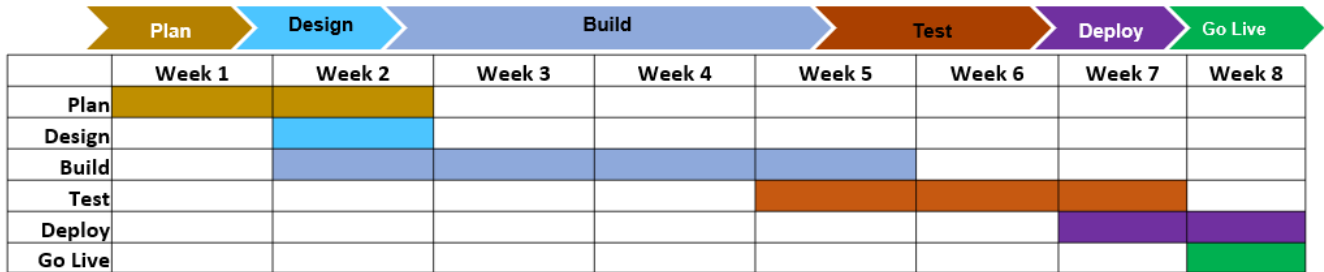 Plan Design Build Test Deploy Go Live
Week 1 Week 2 Week 3 Week 4 Week 5 Week 6 Week 7 Week 8
Plan
Design
Build
Test
Deploy
Go Live